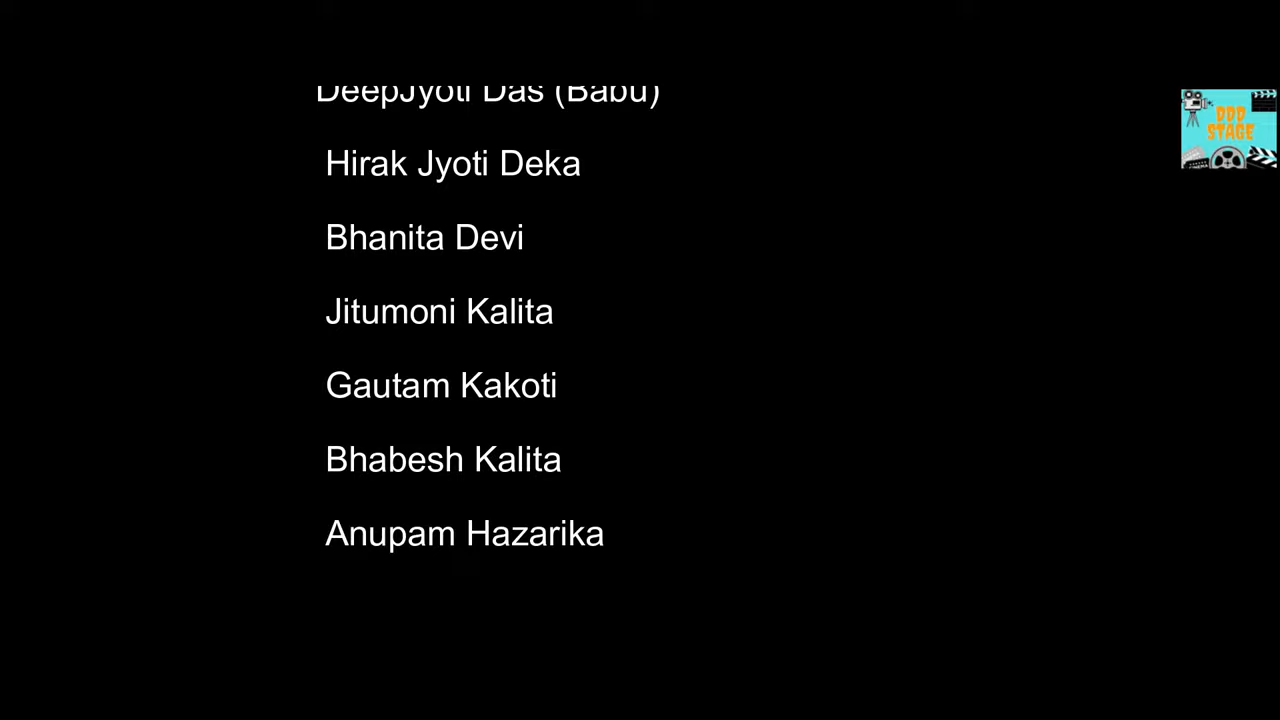 DeepJyoti Das (Babu)
Hirak Jyoti Deka
Bhanita Devi
Jitumoni Kalita
Gautam Kakoti
Bhabesh Kalita
Anupam Hazarika
DDD
STAGE